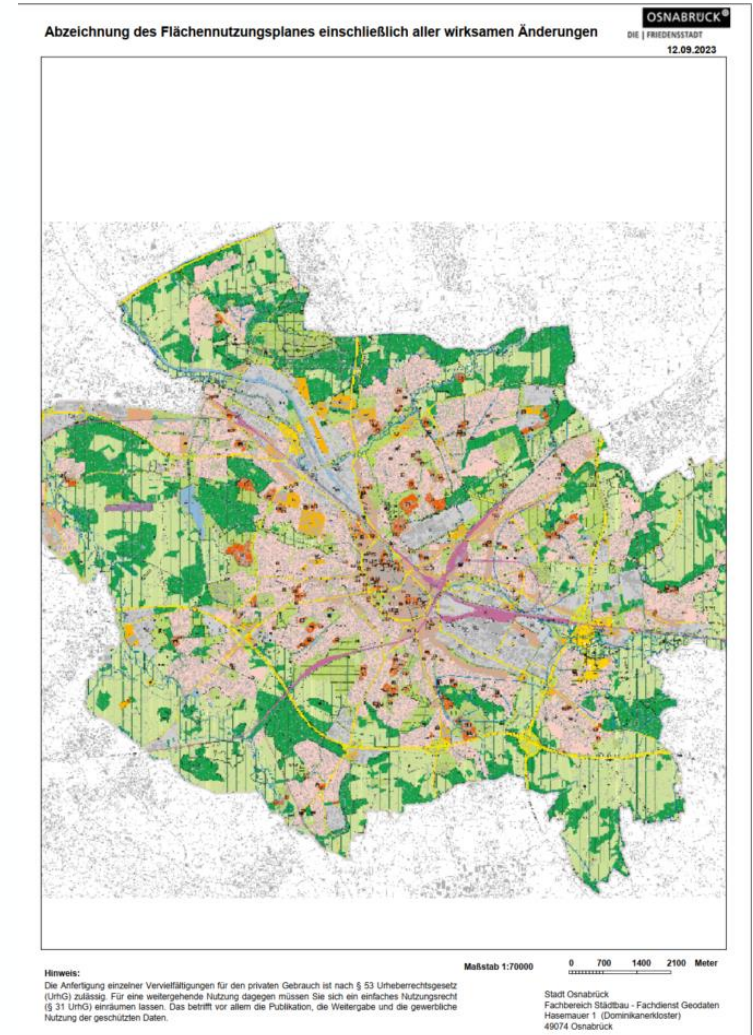 OSNABRÜCK®
Abzeichnung des Flächennutzungsplanes einschließlich aller wirksamen Änderungen
DIE | FRIEDENSSTADT
12.09.2023
Maßstab 1:70000
0 700 1400 2100 Meter
Hinweis:
Die Anfertigung einzelner Vervielfältigungen für den privaten Gebrauch ist nach § 53 Urheberrechtsgesetz
(UrhG) zulässig. Für eine weitergehende Nutzung dagegen müssen Sie sich ein einfaches Nutzungsrecht
(§ 31 UrhG) einräumen lassen. Das betrifft vor allem die Publikation, die Weitergabe und die gewerbliche
Nutzung der geschützten Daten.
Stadt Osnabrück
Fachbereich Städtbau - Fachdienst Geodaten
Hasemauer 1 (Dominikanerkloster)
49074 Osnabrück